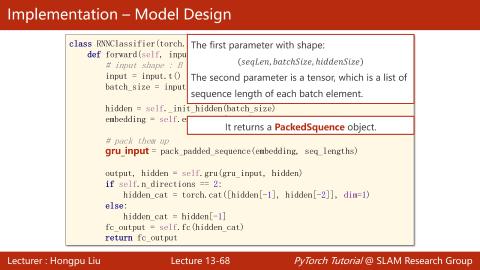 Implementation – Model Design
class RNNClassifier(torch.
def forward(self, inpu
# input shape : B
input = input.t()
batch_size = input
hidden = self._init_hidden(batch_size)
embedding = self.e
# pack them up
gru_input = pack_padded_sequence(embedding, seq_lengths)
output, hidden = self.gru(gru_input, hidden)
if self.n_directions == 2:
hidden_cat = torch.cat([hidden[-1], hidden[-2]], dim=1)
else:
hidden_cat = hidden[-1]
fc_output = self.fc(hidden_cat)
return fc_output
The first parameter with shape:
(seqLen, batchSize, hiddenSize)
The second parameter is a tensor, which is a list of
sequence length of each batch element.
It returns a PackedSquence object.
Lecturer : Hongpu Liu
Lecture 13-68
PyTorch Tutorial @ SLAM Research Group